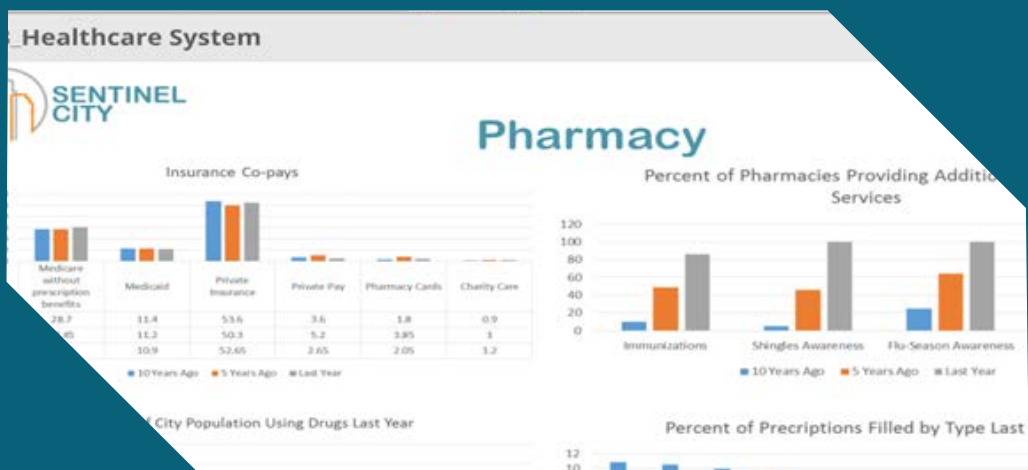 _Healthcare System
SENTINEL
CITY
Pharmacy
Insurance Co-pays
Medicare
without
prescription
benefits
Medicaid
Private
Insurance
Private Pay
Pharmacy Cards
Charity Care
28.7 11.4 53.6 3.6 1.8 0.9
11.2 50.3 5.2 3.85 1
10.9 52.65 2.65 2.05 1.2
10 Years Ago 5 Years Ago Last Year
Percent of Pharmacies Providing
Services
120
100
80
60
40
20
0
Immunizations Shingles Awareness Flu-Season Awareness
10 Years Ago 5 Years Ago Last Year
City Population Using Drugs Last Year
Percent of Precriptions Filled by Type Last
12
10